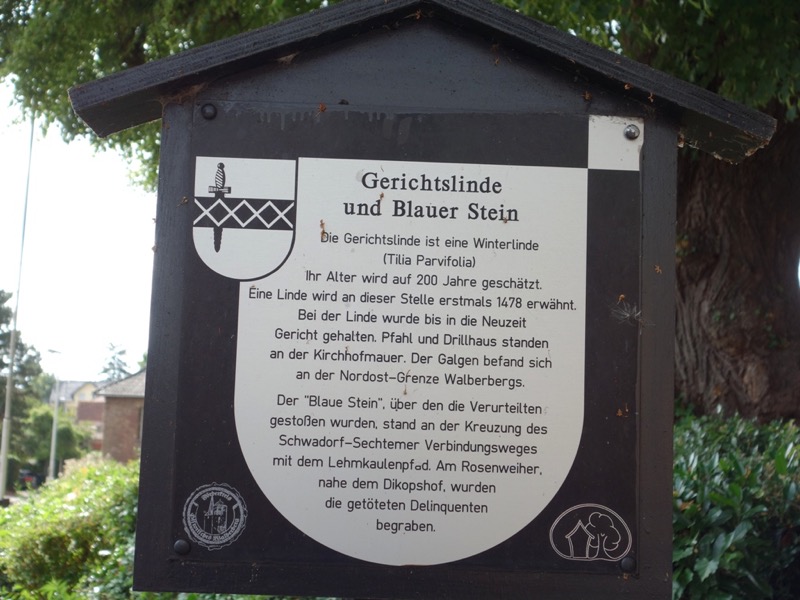 Gerichtslinde
und Blauer Stein
Die Gerichtslinde ist eine Winterlinde
(Tilia Parvifolia)
Ihr Alter wird auf 200 Jahre geschätzt.
Eine Linde wird an dieser Stelle erstmals 1478 erwähnt.
Bei der Linde wurde bis in die Neuzeit
Gericht gehalten. Pfahl und Drillhaus standen
an der Kirchhofmauer. Der Galgen befand sich
an der Nordost-Grenze Walberbergs.
Der "Blaue Stein", über den die Verurteilten
gestoßen wurden, stand an der Kreuzung des
Schwadorf-Sechtemer Verbindungsweges
mit dem Lehmkaulenpfad. Am Rosenweiher,
nahe dem Dikopshof, wurden
die getöteten Delinquenten
begraben.